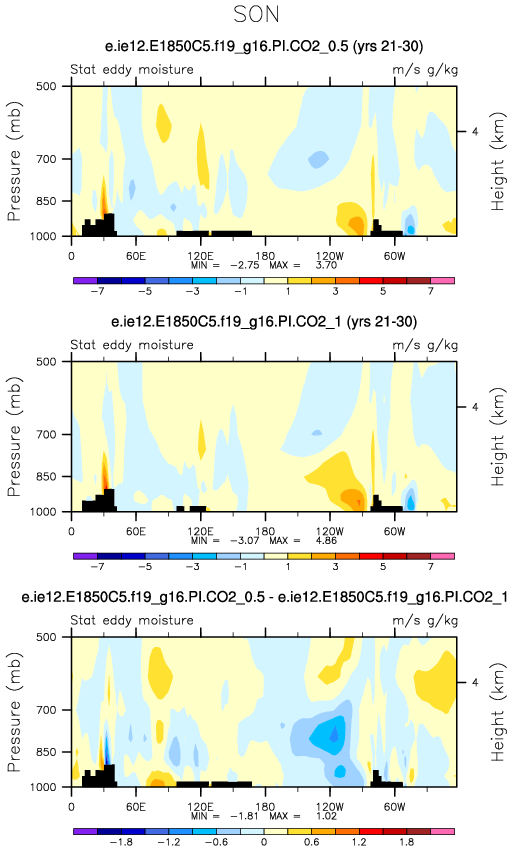 SON
e.ie12.E1850C5.f19_g16.PI.CO2_0.5 (yrs 21-30)
Stat eddy moisture m/s g/kg
Pressure (mb)
500
700
850
1000
4
Height (km)
0 60E 120E 180 120W 60W
MIN = -2.75 MAX = 3.70
-7 -5 -3 -1 1 3 5 7
e.ie12.E1850C5.f19_g16.PI.CO2_1 (yrs 21-30)
Stat eddy moisture m/s g/kg
Pressure (mb)
500
700
850
1000
4
Height (km)
0 60E 120E 180 120W 60W
MIN = -3.07 MAX = 4.86
-7 -5 -3 -1 1 3 5 7
e.ie12.E1850C5.f19_g16.PI.CO2_0.5 - e.ie12.E1850C5.f19_g16.PI.CO2_1
Stat eddy moisture m/s g/kg
Pressure (mb)
500
700
850
1000
4
Height (km)
0 60E 120E 180 120W 60W
MIN = -1.81 MAX = 1.02
-1.8 -1.2 -0.6 0 0.6 1.2 1.8